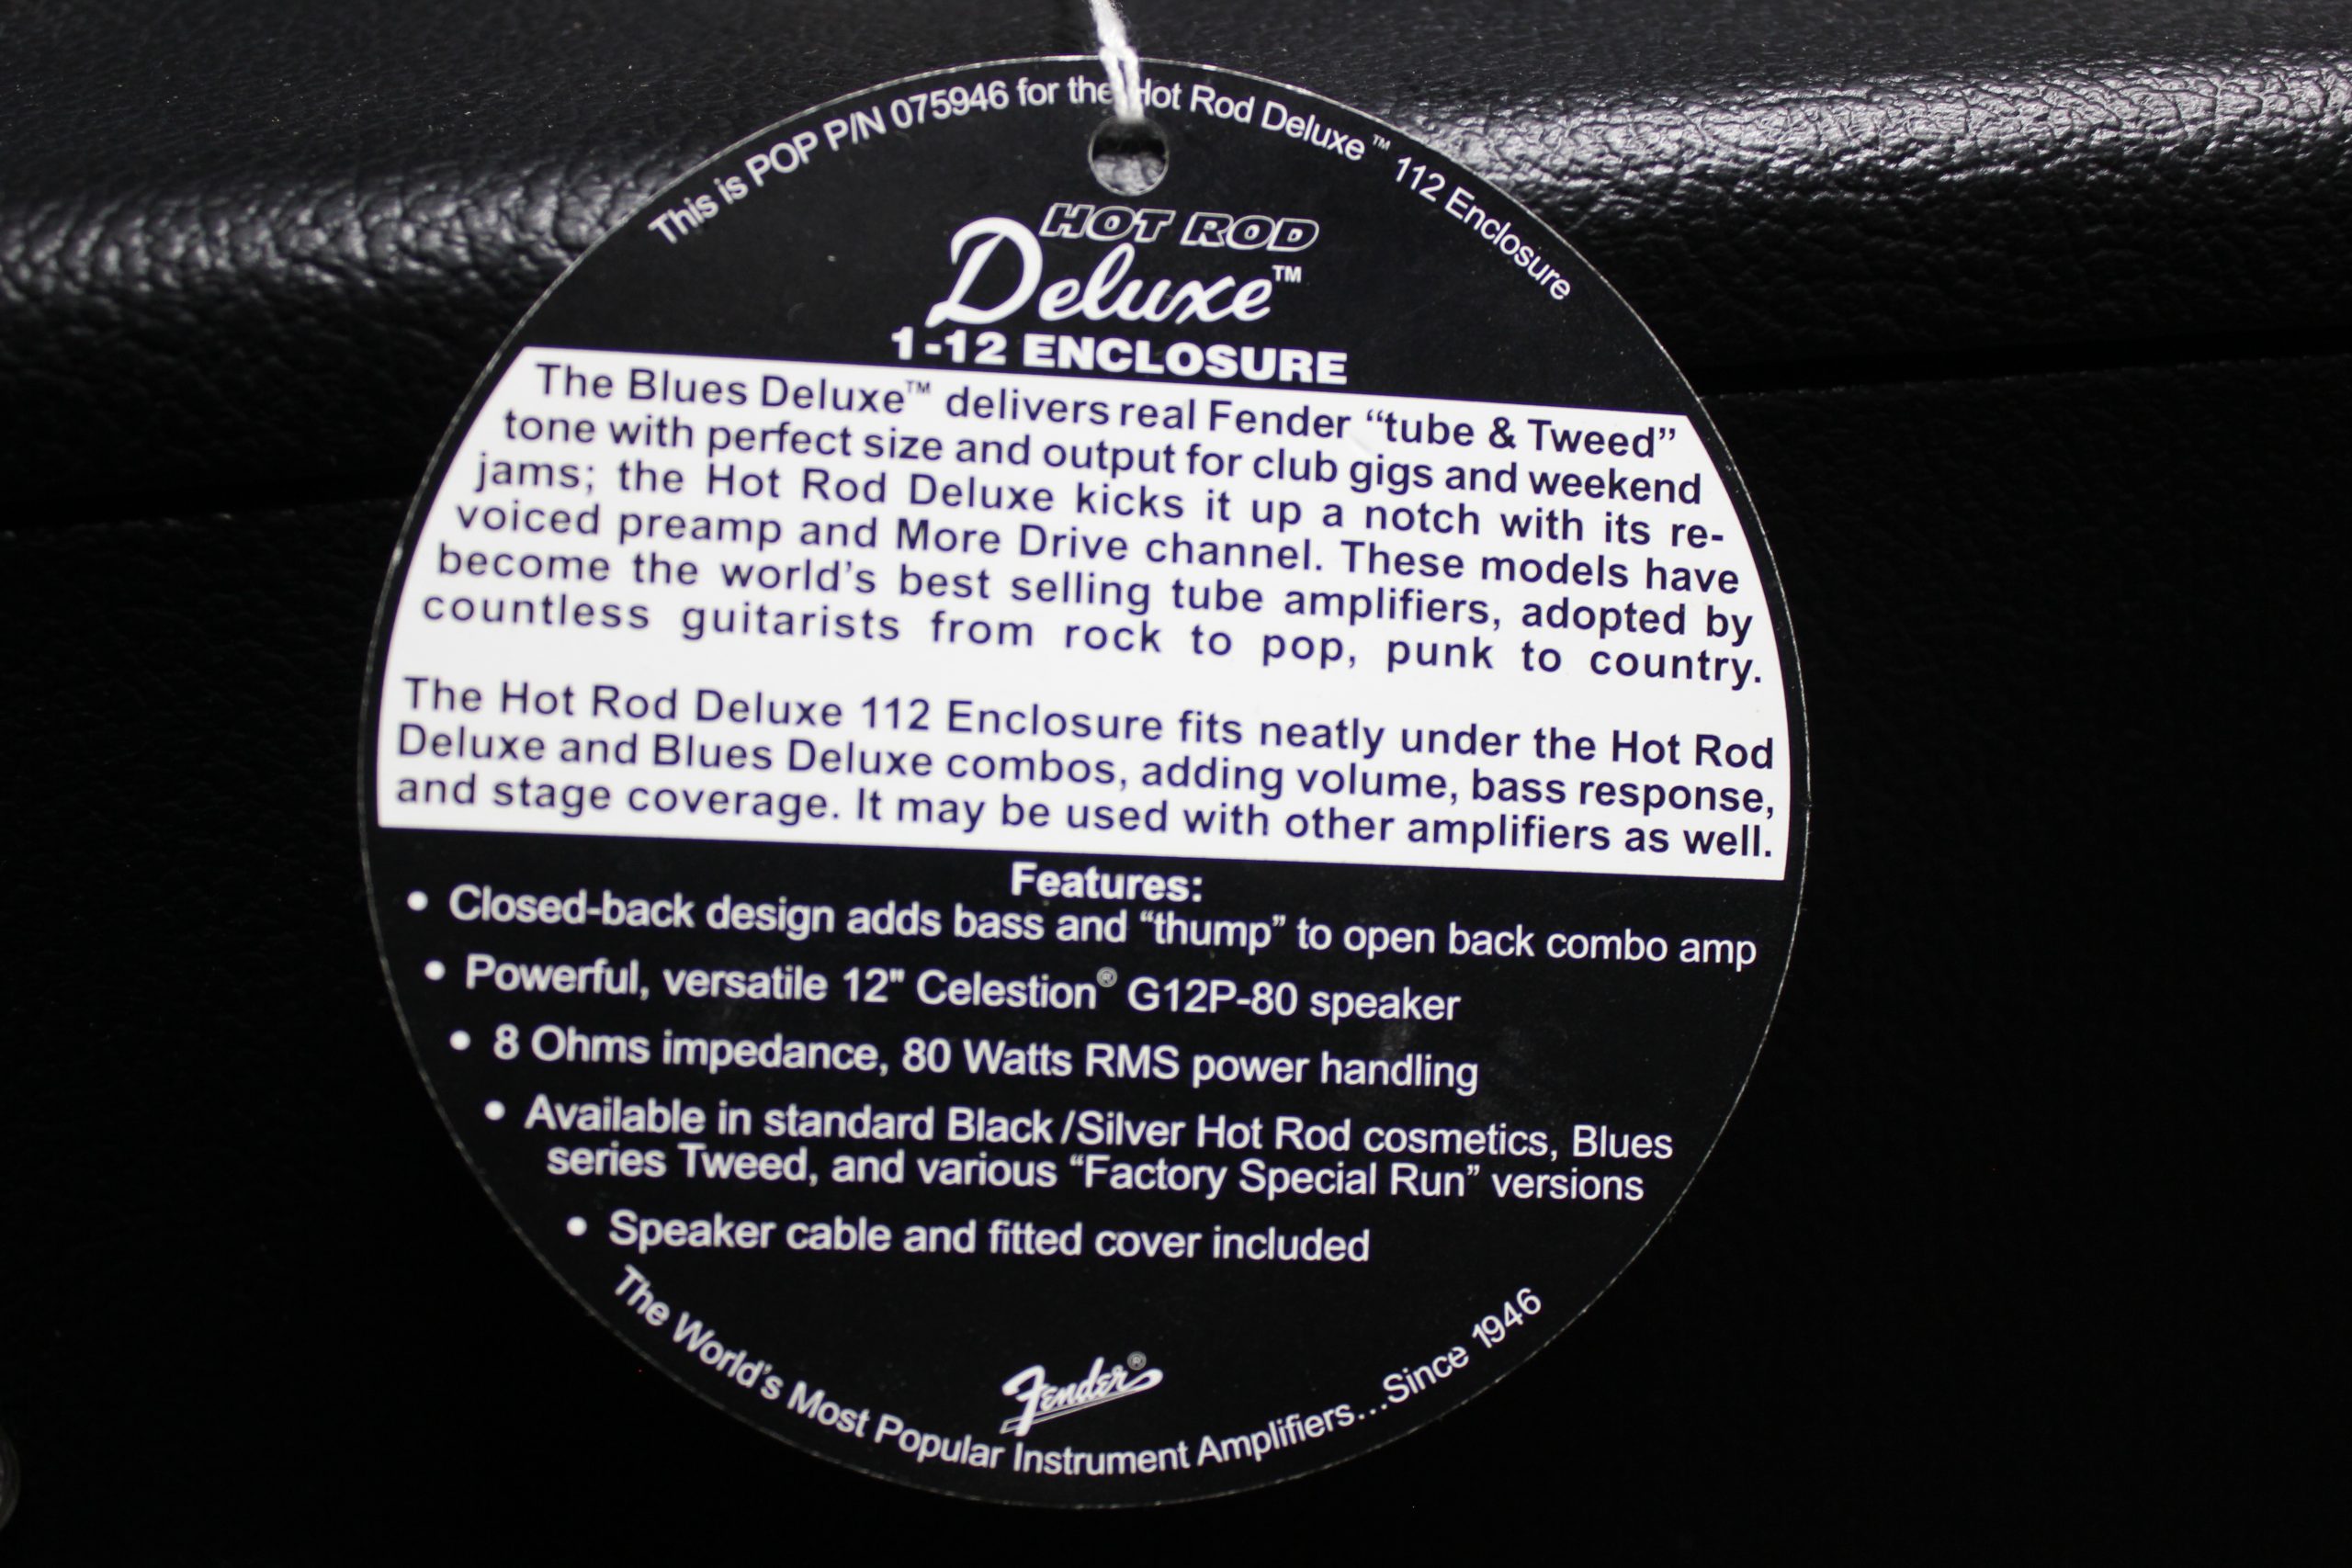 This is POP P/N 075946 for the Hot Rod Deluxe™ 112 Enclosure
HOT ROD
Deluxe™
1-12 ENCLOSURE
The Blues Deluxe™ delivers real Fender “tube & Tweed”
tone with perfect size and output for club gigs and weekend
jams; the Hot Rod Deluxe kicks it up a notch with its re-
voiced preamp and More Drive channel. These models have
become the world’s best selling tube amplifiers, adopted by
countless guitarists from rock to pop, punk to country.
The Hot Rod Deluxe 112 Enclosure fits neatly under the Hot Rod
Deluxe and Blues Deluxe combos, adding volume, bass response,
and stage coverage. It may be used with other amplifiers as well.
Features:
• Closed-back design adds bass and “thump” to open back combo amp
• Powerful, versatile 12" Celestion® G12P-80 speaker
• 8 Ohms impedance, 80 Watts RMS power handling
• Available in standard Black/Silver Hot Rod cosmetics, Blues
series Tweed, and various “Factory Special Run” versions
• Speaker cable and fitted cover included
Fender®
The World’s Most Popular Instrument Amplifiers...Since 1946